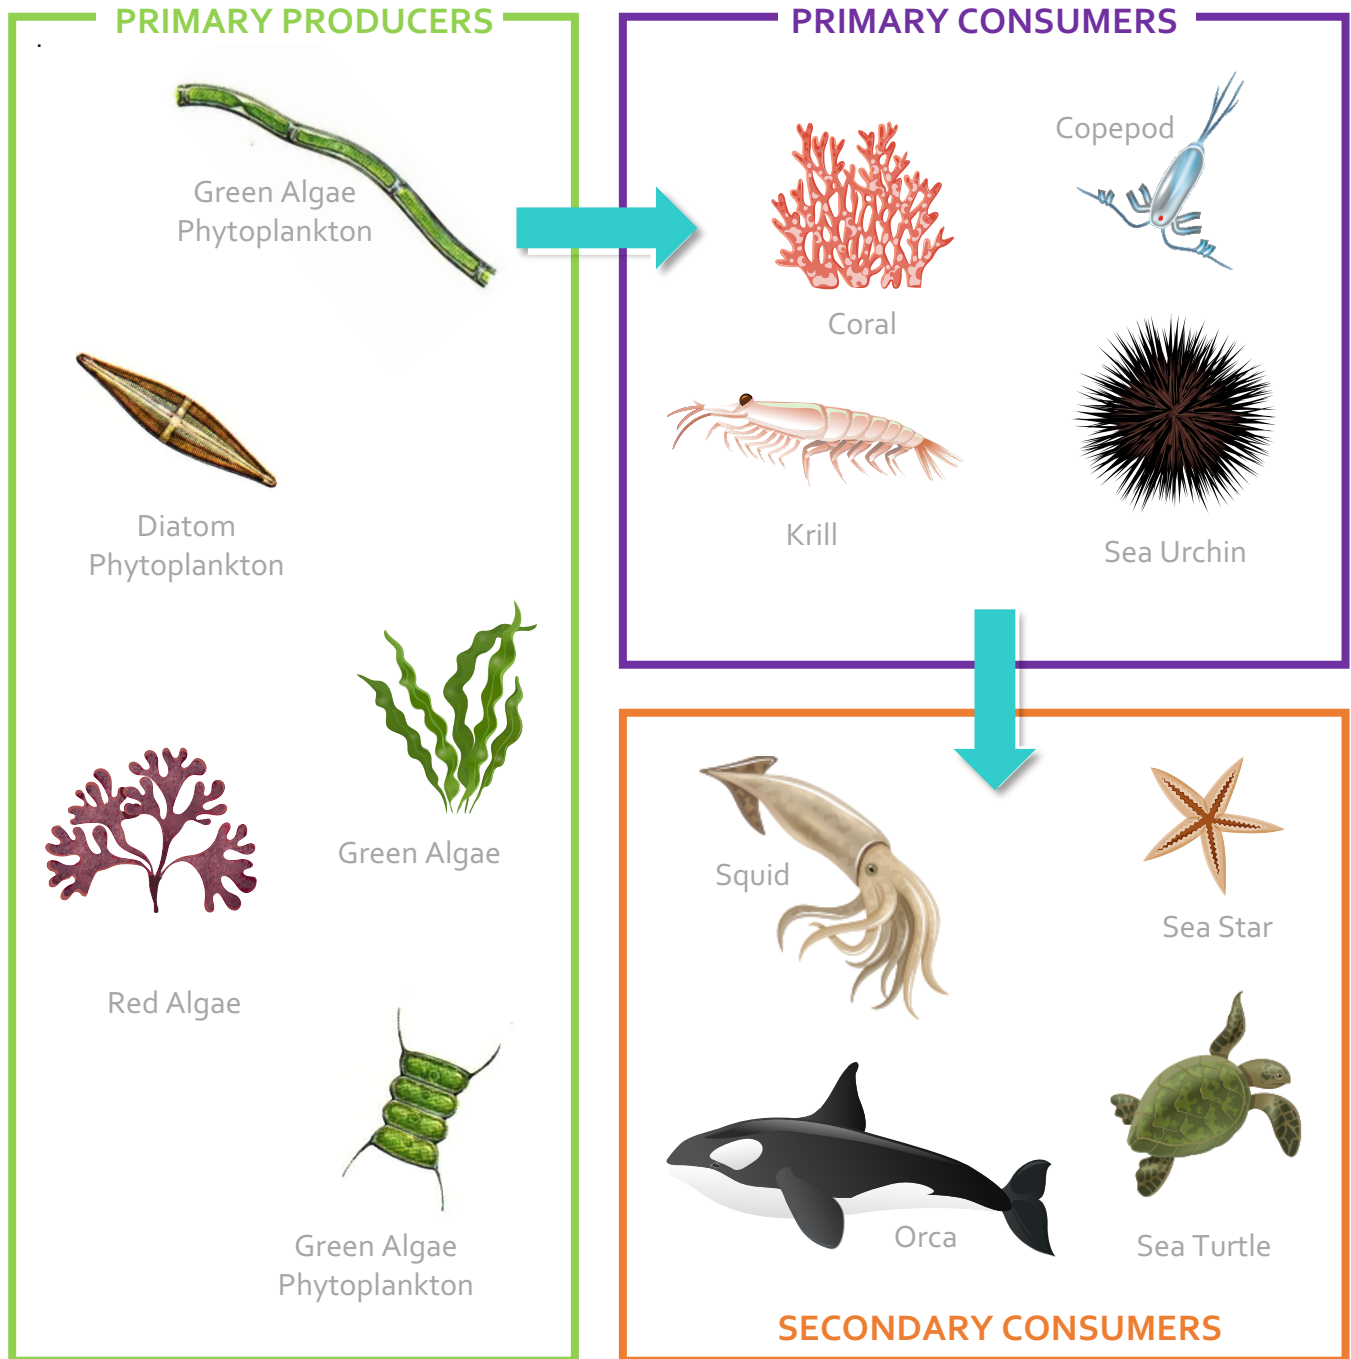 PRIMARY PRODUCERS
.
Green Algae
Phytoplankton
Diatom
Phytoplankton
Green Algae
Red Algae
Green Algae
Phytoplankton
PRIMARY CONSUMERS
Copepod
Coral
Krill
Sea Urchin
Squid
Sea Star
Orca
Sea Turtle
SECONDARY CONSUMERS